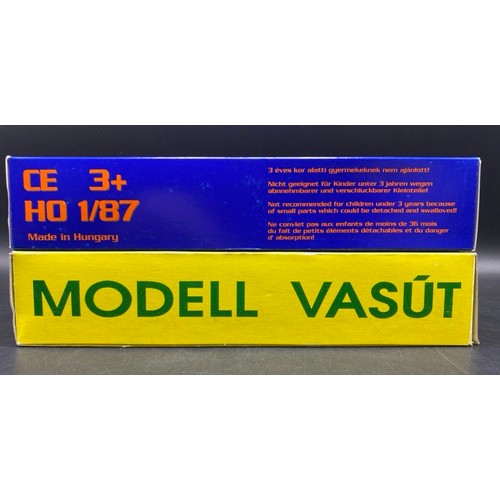 CE 3+
HO 1/87
Made in Hungary
3 éves kor alatti gyermekeknek nem ajánlott!
Nicht geeignet für Kinder unter 3 jahren wegen
abnehmbarer und verschluckbarer Kleinteile!
Not recommended for children under 3 years because
of small parts which could be detached and swallowed!
Ne conviet pas aux enfants de moins de 36 mois
du fait de petits éléments détachables et du danger
d' absorption!
MODELL VASÚT